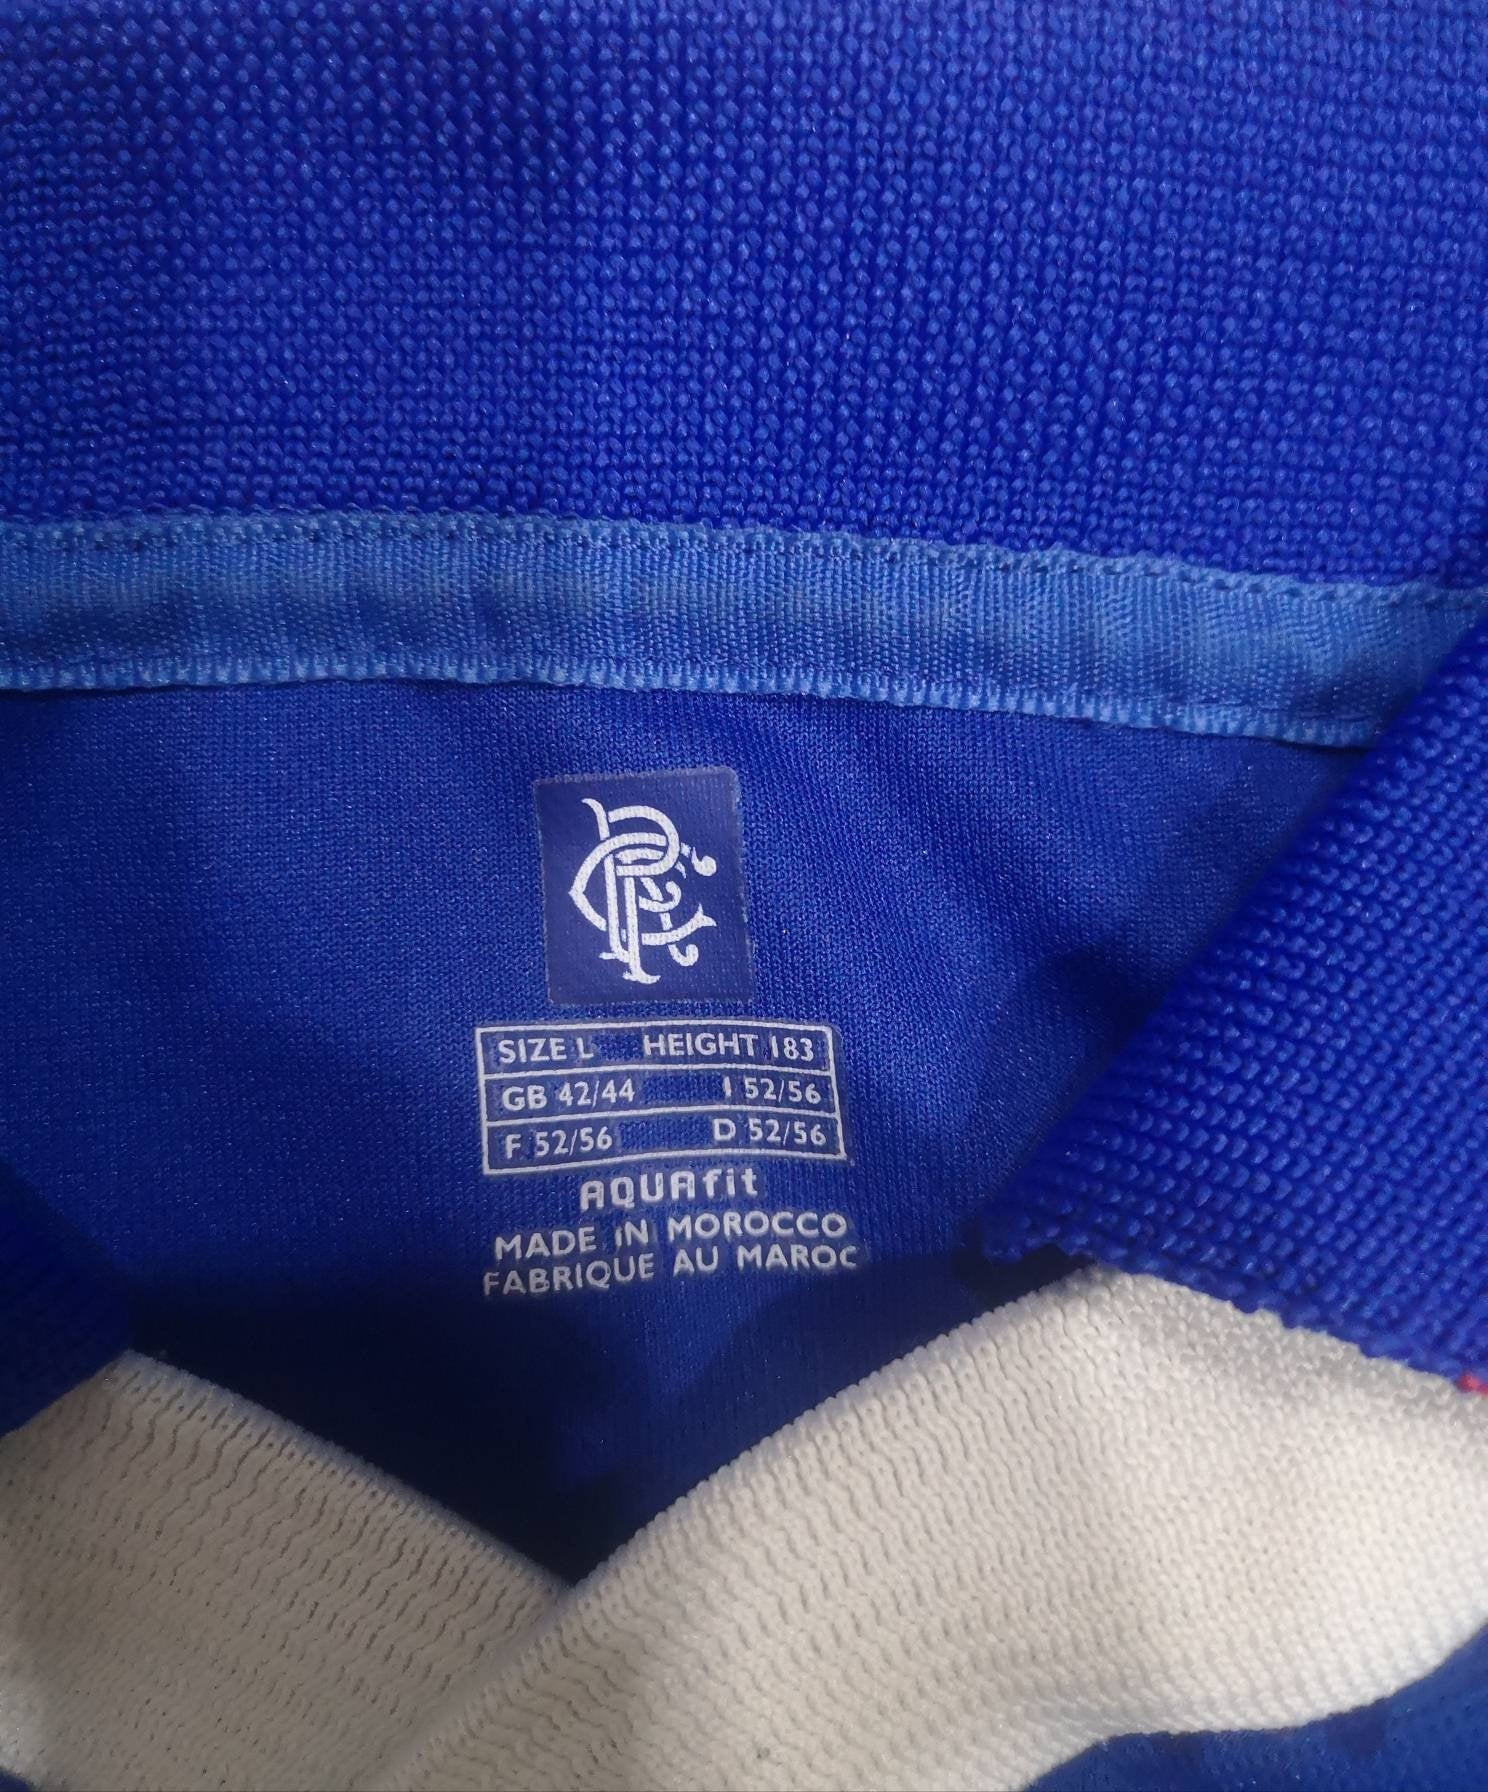 RFC
SIZE L HEIGHT 183
GB 42/44 I 52/56
F 52/56 D 52/56
AQUAfit
MADE IN MOROCCO
FABRIQUE AU MAROC